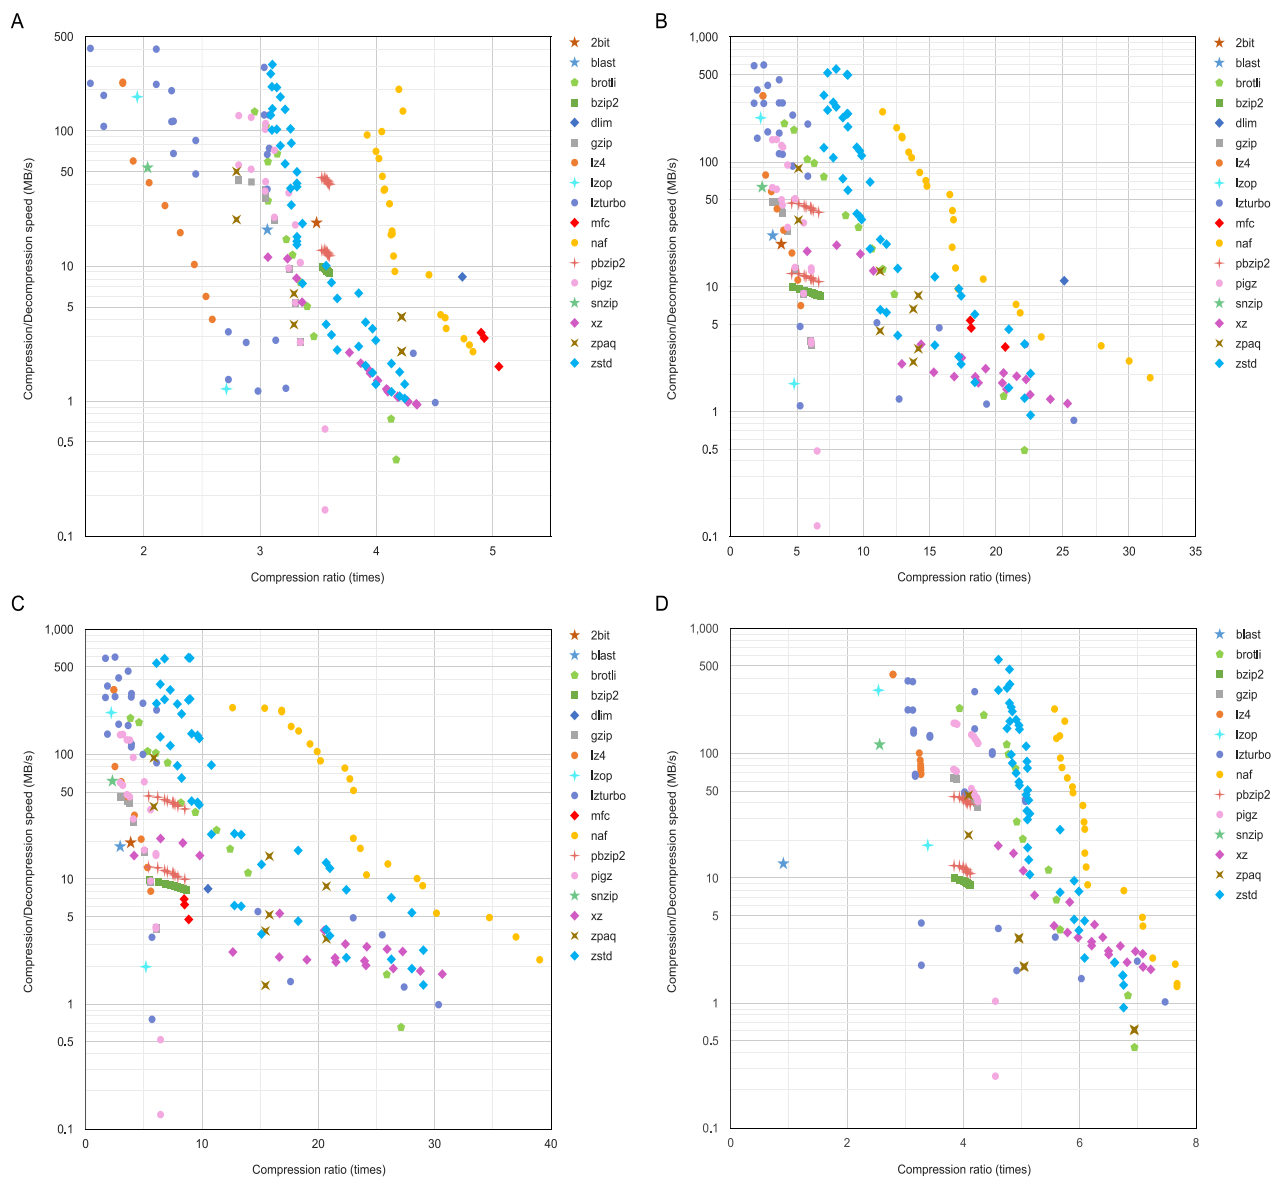 A
Compression/Decompression speed (MB/s)
500
100
50
10
5
1
0.5
0.1
2
3
4
5
Compression ratio (times)
2bit
blast
brotli
bzip2
dlim
gzip
lz4
lzop
lzturbo
mfc
naf
pbzip2
pigz
snzip
xz
zpaq
zstd
B
Compression/Decompression speed (MB/s)
1,000
500
100
50
10
5
1
0.5
0.1
0
5
10
15
20
25
30
35
Compression ratio (times)
2bit
blast
brotli
bzip2
dlim
gzip
lz4
lzop
lzturbo
mfc
naf
pbzip2
pigz
snzip
xz
zpaq
zstd
C
Compression/Decompression speed (MB/s)
1,000
500
100
50
10
5
1
0.5
0.1
0
10
20
30
40
Compression ratio (times)
2bit
blast
brotli
bzip2
dlim
gzip
lz4
lzop
lzturbo
mfc
naf
pbzip2
pigz
snzip
xz
zpaq
zstd
D
Compression/Decompression speed (MB/s)
1,000
500
100
50
10
5
1
0.5
0.1
0
2
4
6
8
Compression ratio (times)
blast
brotli
bzip2
gzip
lz4
lzop
lzturbo
naf
pbzip2
pigz
snzip
xz
zpaq
zstd